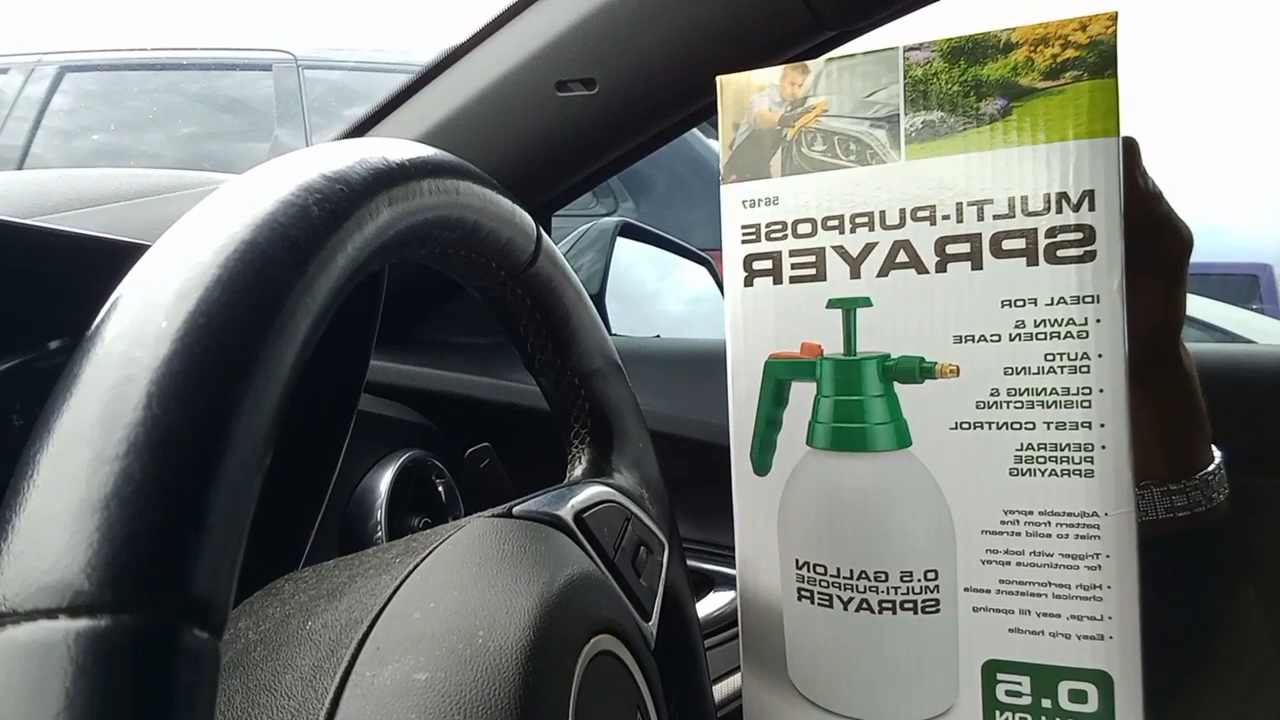 56167
MULTI-PURPOSE
SPRAYER
IDEAL FOR
• LAWN &
GARDEN CARE
• AUTO
DETAILING
• CLEANING &
DISINFECTING
• PEST CONTROL
• GENERAL
PURPOSE
SPRAYING
• Adjustable spray
pattern from fine
mist to solid stream
• Trigger with lock-on
for continuous spray
• High performance
chemical resistant seals
• Large, easy fill opening
• Easy grip handle
0.5 GALLON
MULTI-PURPOSE
SPRAYER
0.5
GALLON